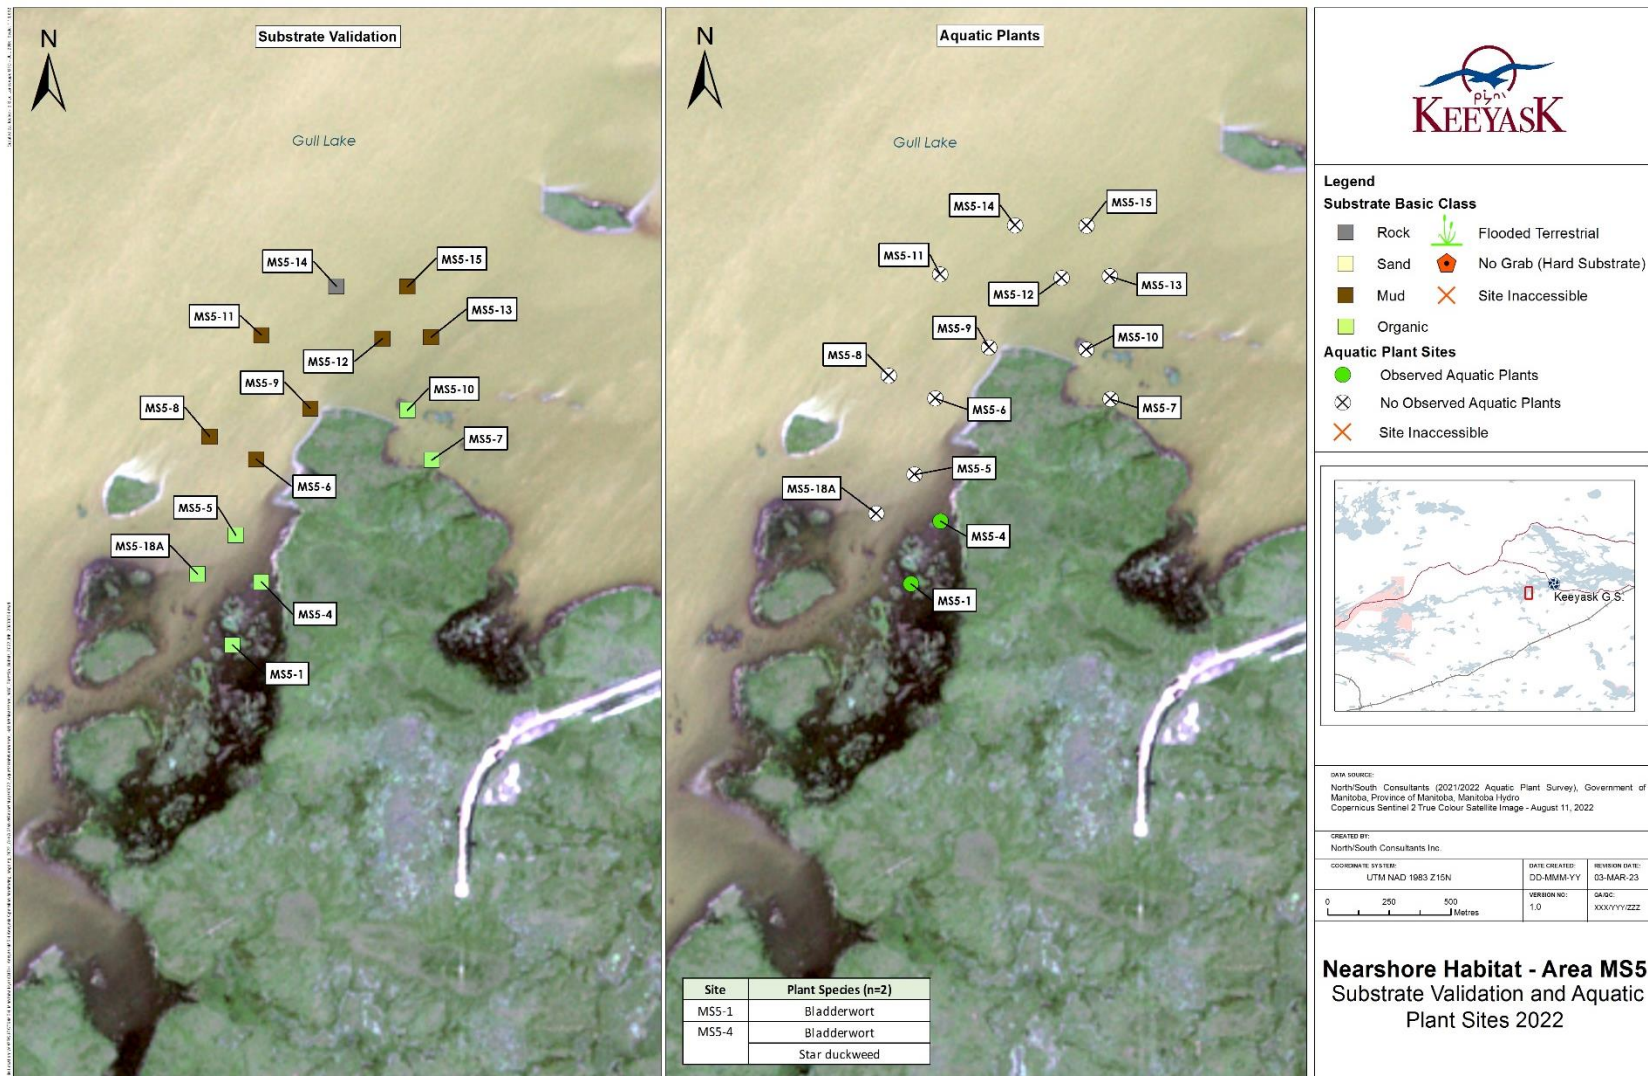 N
Substrate Validation
Gull Lake
MS5-14
MS5-15
MS5-11
MS5-13
MS5-12
MS5-9
MS5-10
MS5-8
MS5-7
MS5-6
MS5-5
MS5-18A
MS5-4
MS5-1
N
Aquatic Plants
Gull Lake
MS5-14
MS5-15
MS5-11
MS5-13
MS5-12
MS5-9
MS5-10
MS5-8
MS5-6
MS5-7
MS5-5
MS5-18A
MS5-4
MS5-1
Site Plant Species (n=2)
MS5-1 Bladderwort
MS5-4 Bladderwort
Star duckweed
KEEYASK
Legend
Substrate Basic Class
Rock Flooded Terrestrial
Sand No Grab (Hard Substrate)
Mud Site Inaccessible
Organic
Aquatic Plant Sites
Observed Aquatic Plants
No Observed Aquatic Plants
Site Inaccessible
Keeyask G.S.
DATA SOURCE:
North/South Consultants (2021/2022 Aquatic Plant Survey), Government of
Manitoba, Province of Manitoba, Manitoba Hydro
Copernicus Sentinel 2 True Colour Satellite Image - August 11, 2022
CREATED BY:
North/South Consultants Inc.
COORDINATE SYSTEM: DATE CREATED: REVISION DATE:
UTM NAD 1983 Z15N DD-MMM-YY 03-MAR-23
VERSION NO: QA/QC:
0 250 500 1.0 XXX/YYY/ZZZ
Metres
Nearshore Habitat - Area MS5
Substrate Validation and Aquatic
Plant Sites 2022